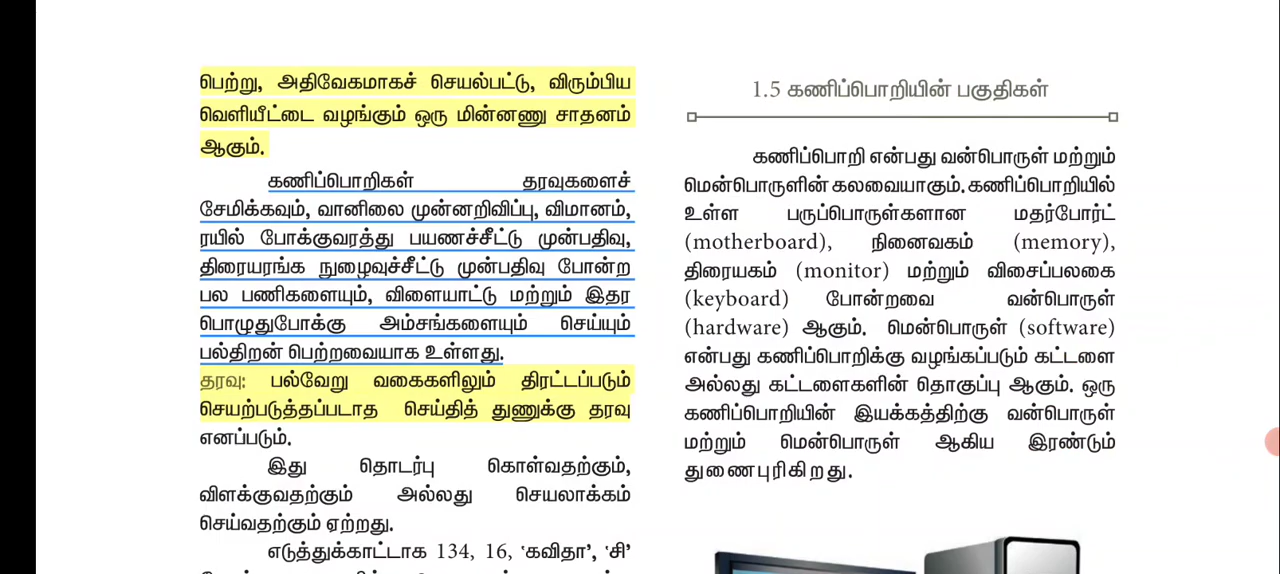 பெற்று, அதிவேகமாகச் செயல்பட்டு, விரும்பிய
வெளியீட்டை வழங்கும் ஒரு மின்னணு சாதனம்
ஆகும்.
கணிப்பொறிகள் தரவுகளைச்
சேமிக்கவும், வானிலை முன்னறிவிப்பு, விமானம்,
ரயில் போக்குவரத்து பயணச்சீட்டு முன்பதிவு,
திரையரங்க நுழைவுச்சீட்டு முன்பதிவு போன்ற
பல பணிகளையும், விளையாட்டு மற்றும் இதர
பொழுதுபோக்கு அம்சங்களையும் செய்யும்
பல்திறன் பெற்றவையாக உள்ளது.
தரவு: பல்வேறு வகைகளிலும் திரட்டப்படும்
செயற்படுத்தப்படாத செய்தித் துணுக்கு தரவு
எனப்படும்.
இது தொடர்பு கொள்வதற்கும்,
விளக்குவதற்கும் அல்லது செயலாக்கம்
செய்வதற்கும் ஏற்றது.
எடுத்துக்காட்டாக 134, 16, ‘கவிதா’, ‘சி’
1.5 கணிப்பொறியின் பகுதிகள்
கணிப்பொறி என்பது வன்பொருள் மற்றும்
மென்பொருளின் கலவையாகும். கணிப்பொறியில்
உள்ள பருப்பொருள்களான மதர்போர்ட்
(motherboard), நினைவகம் (memory),
திரையகம் (monitor) மற்றும் விசைப்பலகை
(keyboard) போன்றவை வன்பொருள்
(hardware) ஆகும். மென்பொருள் (software)
என்பது கணிப்பொறிக்கு வழங்கப்படும் கட்டளை
அல்லது கட்டளைகளின் தொகுப்பு ஆகும். ஒரு
கணிப்பொறியின் இயக்கத்திற்கு வன்பொருள்
மற்றும் மென்பொருள் ஆகிய இரண்டும்
துணைபுரிகிறது.